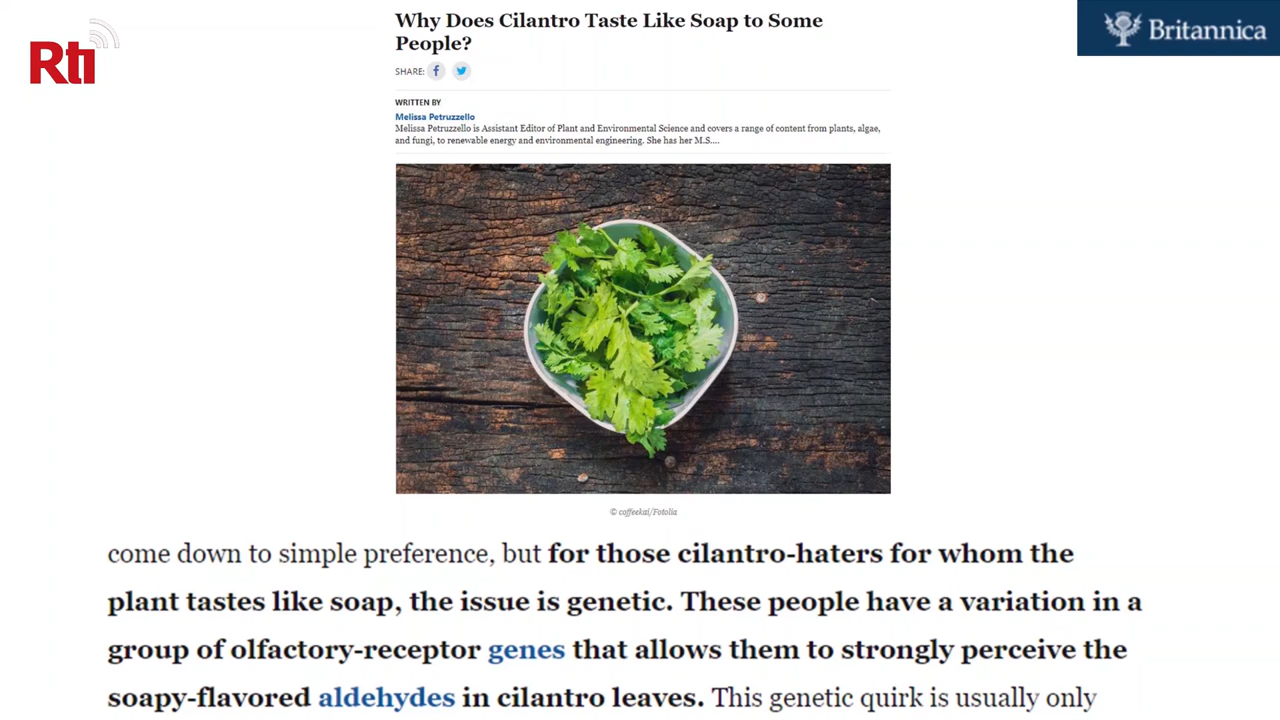 Rti
Britannica
Why Does Cilantro Taste Like Soap to Some
People?
SHARE:
WRITTEN BY
Melissa Petruzzello
Melissa Petruzzello is Assistant Editor of Plant and Environmental Science and covers a range of content from plants, algae,
and fungi, to renewable energy and environmental engineering. She has her M.S....
© coffeekai/Fotolia
come down to simple preference, but for those cilantro-haters for whom the
plant tastes like soap, the issue is genetic. These people have a variation in a
group of olfactory-receptor genes that allows them to strongly perceive the
soapy-flavored aldehydes in cilantro leaves. This genetic quirk is usually only